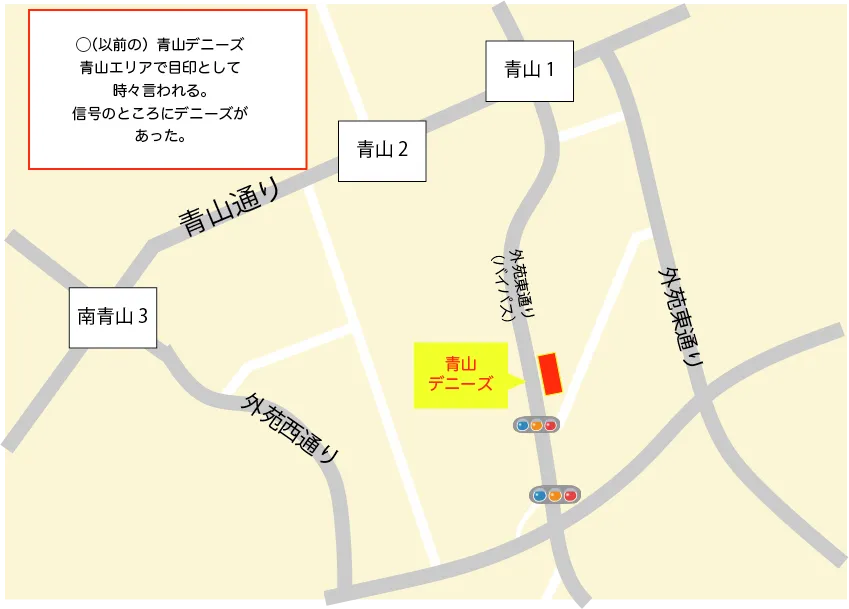 ◯(以前の）青山デニーズ
青山エリアで目印として
時々言われる。
信号のところにデニーズが
あった。
青山 1
青山 2
青山通り
南青山 3
外苑東通り
（バイパス）
外苑東通り
青山
デニーズ
外苑西通り